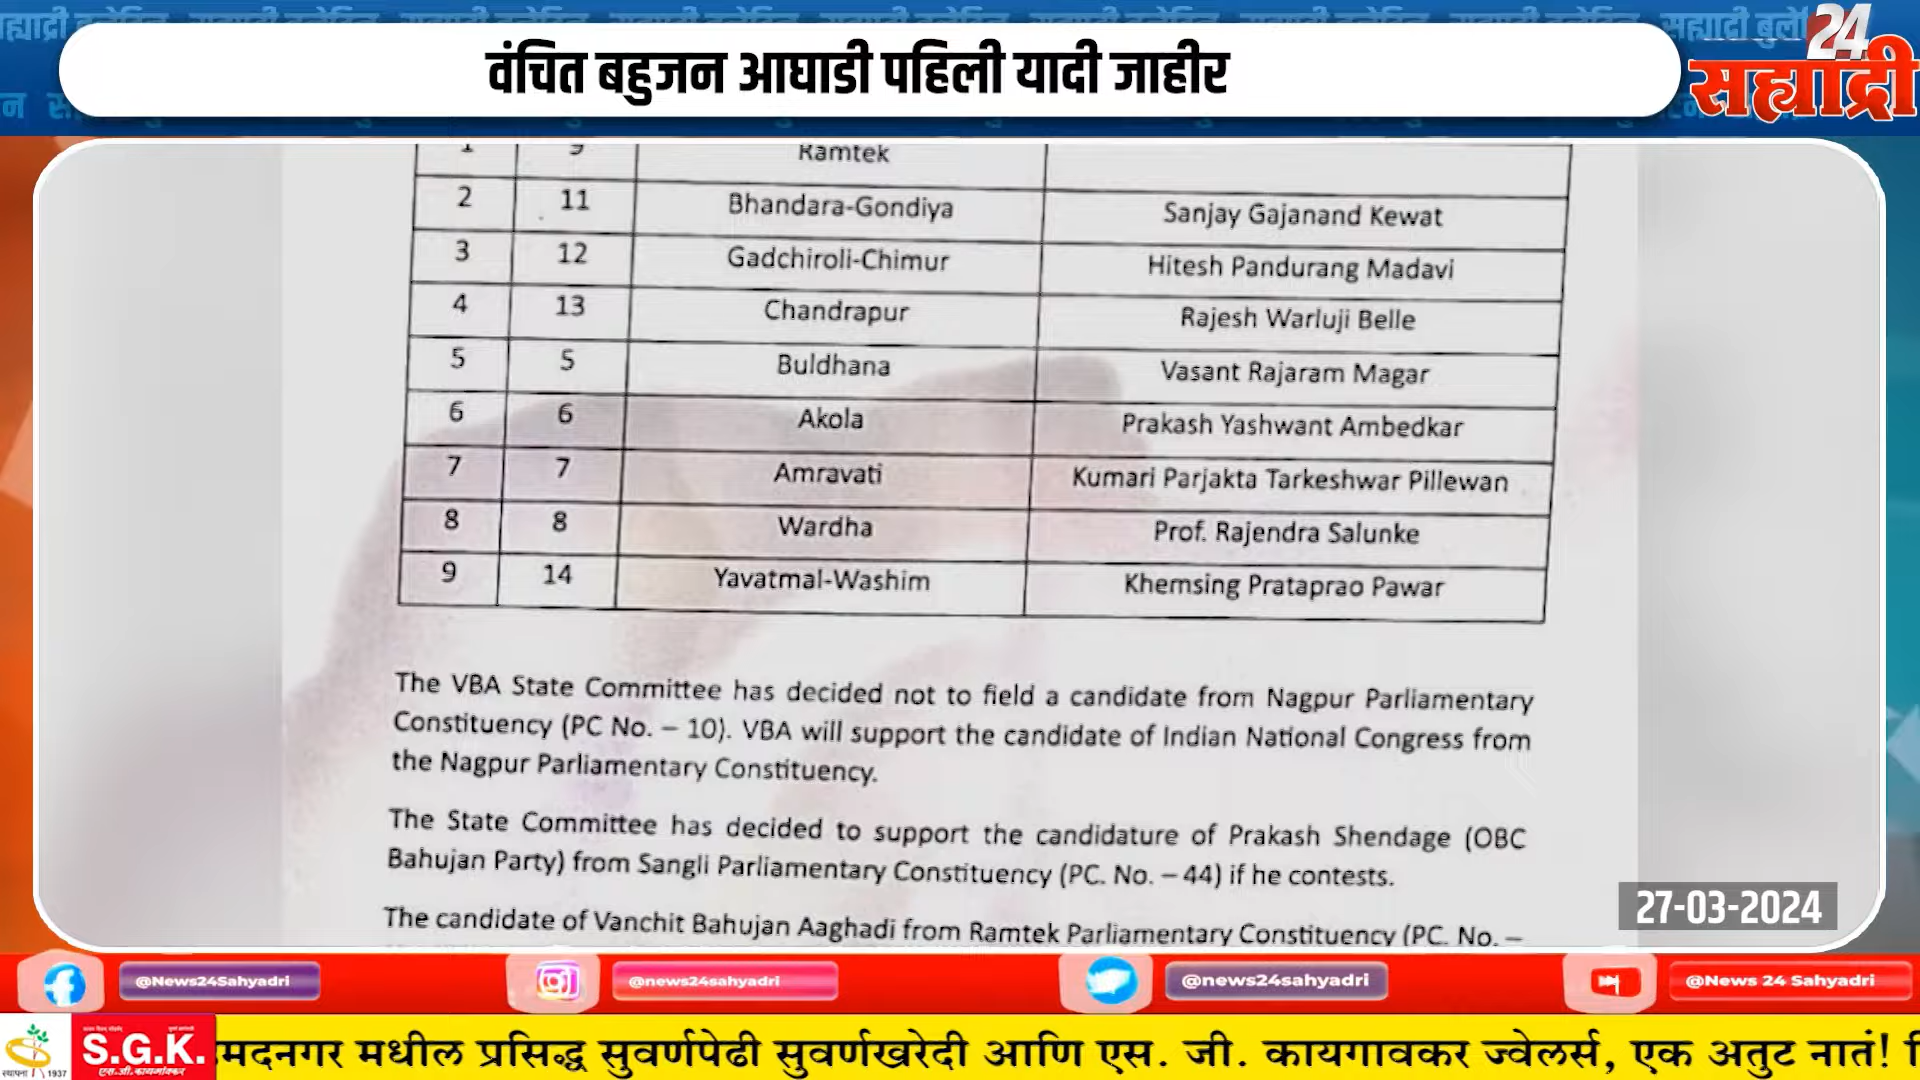 वंचित बहुजन आघाडी पहिली यादी जाहीर
24
सह्याद्री
1 9 Ramtek
2 11 Bhandara-Gondiya Sanjay Gajanand Kewat
3 12 Gadchiroli-Chimur Hitesh Pandurang Madavi
4 13 Chandrapur Rajesh Warluji Belle
5 5 Buldhana Vasant Rajaram Magar
6 6 Akola Prakash Yashwant Ambedkar
7 7 Amravati Kumari Parjakta Tarkeshwar Pillewan
8 8 Wardha Prof. Rajendra Salunke
9 14 Yavatmal-Washim Khemsing Prataprao Pawar
The VBA State Committee has decided not to field a candidate from Nagpur Parliamentary
Constituency (PC No. – 10). VBA will support the candidate of Indian National Congress from
the Nagpur Parliamentary Constituency.
The State Committee has decided to support the candidature of Prakash Shendage (OBC
Bahujan Party) from Sangli Parliamentary Constituency (PC. No. – 44) if he contests.
The candidate of Vanchit Bahujan Aaghadi from Ramtek Parliamentary Constituency (PC. No. –
27-03-2024
@News24Sahyadri @news24sahyadri @news24sahyadri @News 24 Sahyadri
S.G.K.
एस.जी.कायगांवकर
स्थापना 1937
मदनगर मधील प्रसिद्ध सुवर्णपेढी सुवर्णखरेदी आणि एस. जी. कायगावकर ज्वेलर्स, एक अतुट नातं!